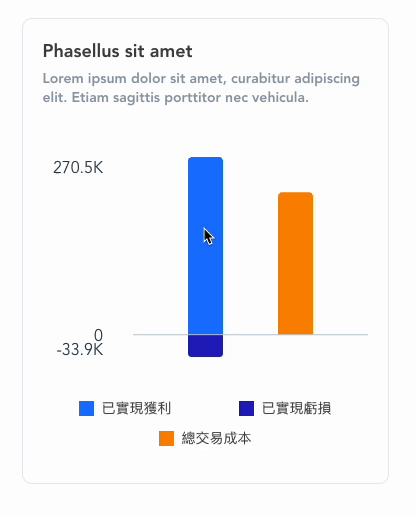 Phasellus sit amet
Lorem ipsum dolor sit amet, curabitur adipiscing
elit. Etiam sagittis porttitor nec vehicula.
270.5K
0
-33.9K
已實現獲利
已實現虧損
總交易成本